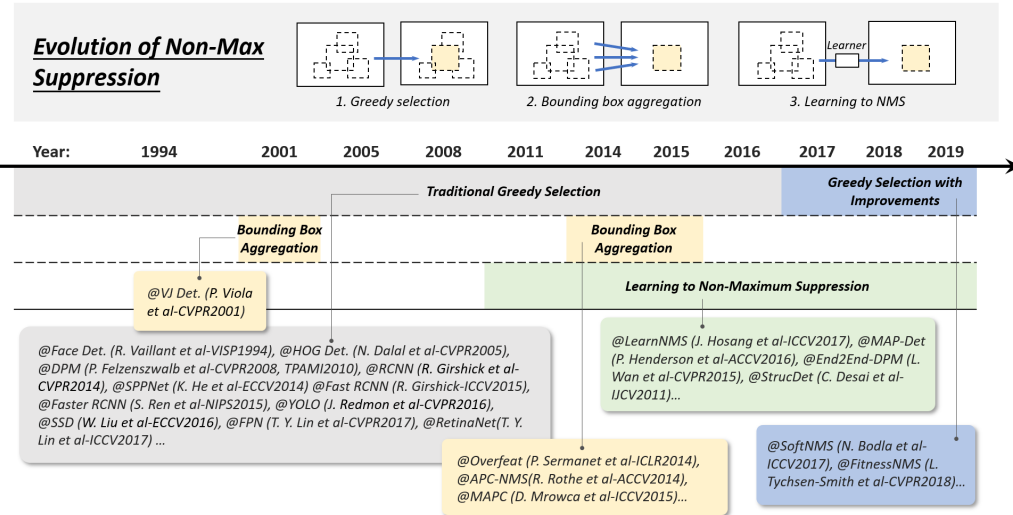 Evolution of Non-Max
Suppression
Learner
1. Greedy selection
2. Bounding box aggregation
3. Learning to NMS
Year: 1994 2001 2005 2008 2011 2014 2015 2016 2017 2018 2019
Traditional Greedy Selection
Greedy Selection with
Improvements
Bounding Box
Aggregation
Bounding Box
Aggregation
Learning to Non-Maximum Suppression
@VJ Det. (P. Viola
et al-CVPR2001)
@Face Det. (R. Vaillant et al-VISP1994), @HOG Det. (N. Dalal et al-CVPR2005),
@DPM (P. Felzenszwalb et al-CVPR2008, TPAMI2010), @RCNN (R. Girshick et al-
CVPR2014), @SPPNet (K. He et al-ECCV2014) @Fast RCNN (R. Girshick-ICCV2015),
@Faster RCNN (S. Ren et al-NIPS2015), @YOLO (J. Redmon et al-CVPR2016),
@SSD (W. Liu et al-ECCV2016), @FPN (T. Y. Lin et al-CVPR2017), @RetinaNet(T. Y.
Lin et al-ICCV2017) ...
@LearnNMS (J. Hosang et al-ICCV2017), @MAP-Det
(P. Henderson et al-ACCV2016), @End2End-DPM (L.
Wan et al-CVPR2015), @StrucDet (C. Desai et al-
IJCV2011)...
@Overfeat (P. Sermanet et al-ICLR2014),
@APC-NMS(R. Rothe et al-ACCV2014),
@MAPC (D. Mrowca et al-ICCV2015)...
@SoftNMS (N. Bodla et al-
ICCV2017), @FitnessNMS (L.
Tychsen-Smith et al-CVPR2018)...